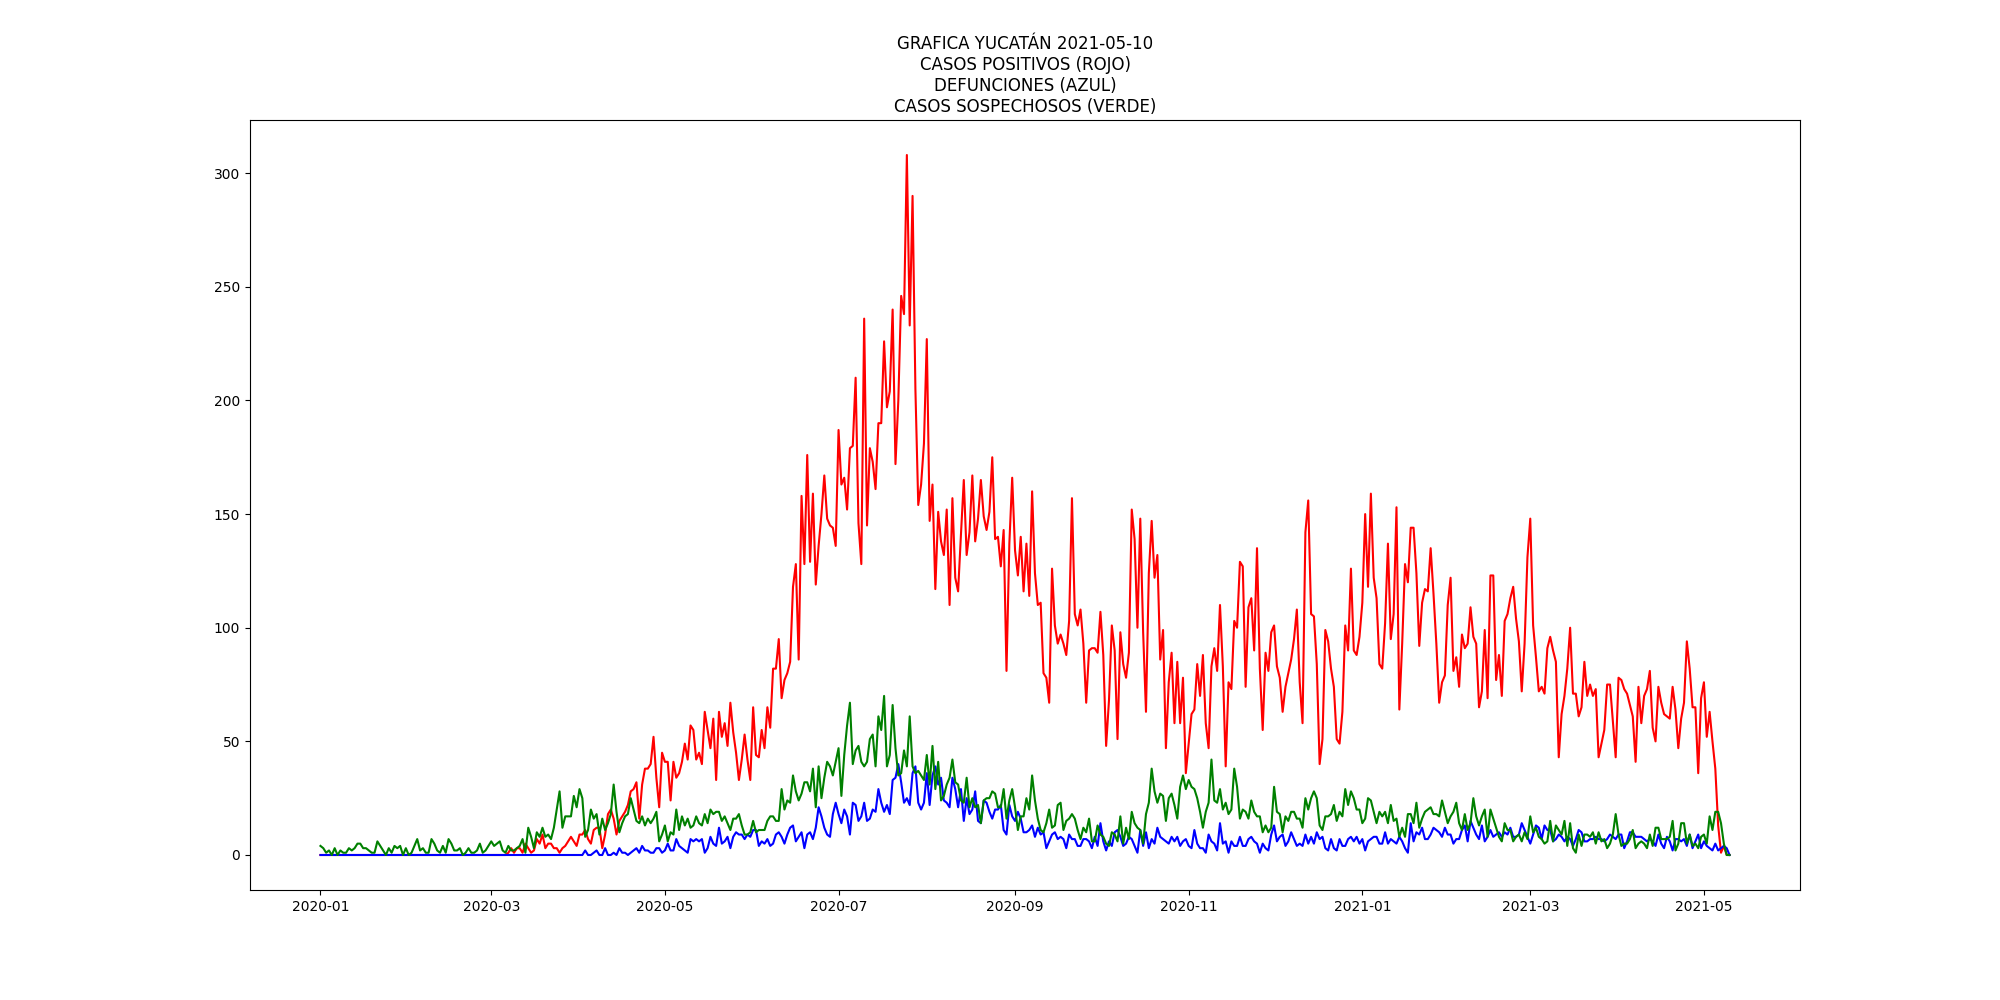 GRAFICA YUCATÁN 2021-05-10
CASOS POSITIVOS (ROJO)
DEFUNCIONES (AZUL)
CASOS SOSPECHOSOS (VERDE)
300
250
200
150
100
50
0
2020-01 2020-03 2020-05 2020-07 2020-09 2020-11 2021-01 2021-03 2021-05